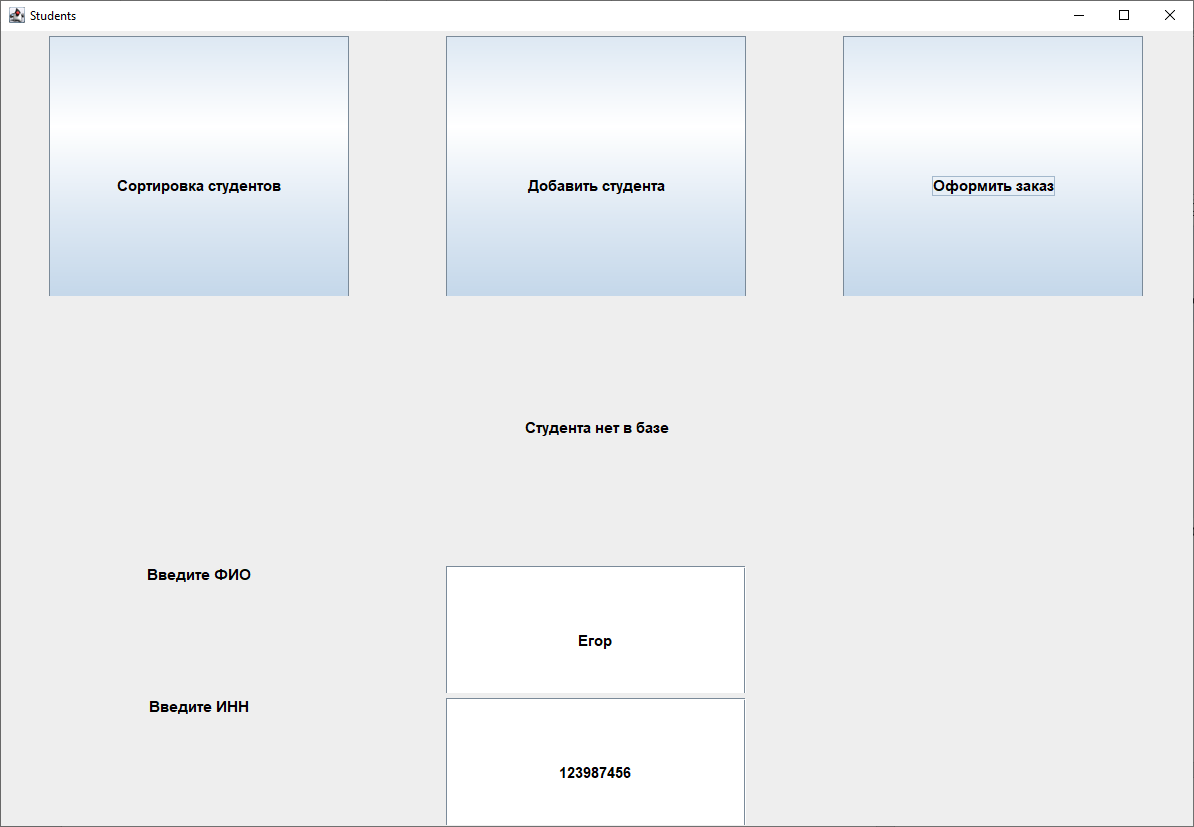 Students
Сортировка студентов
Добавить студента
Оформить заказ
Студента нет в базе
Введите ФИО
Егор
Введите ИНН
123987456